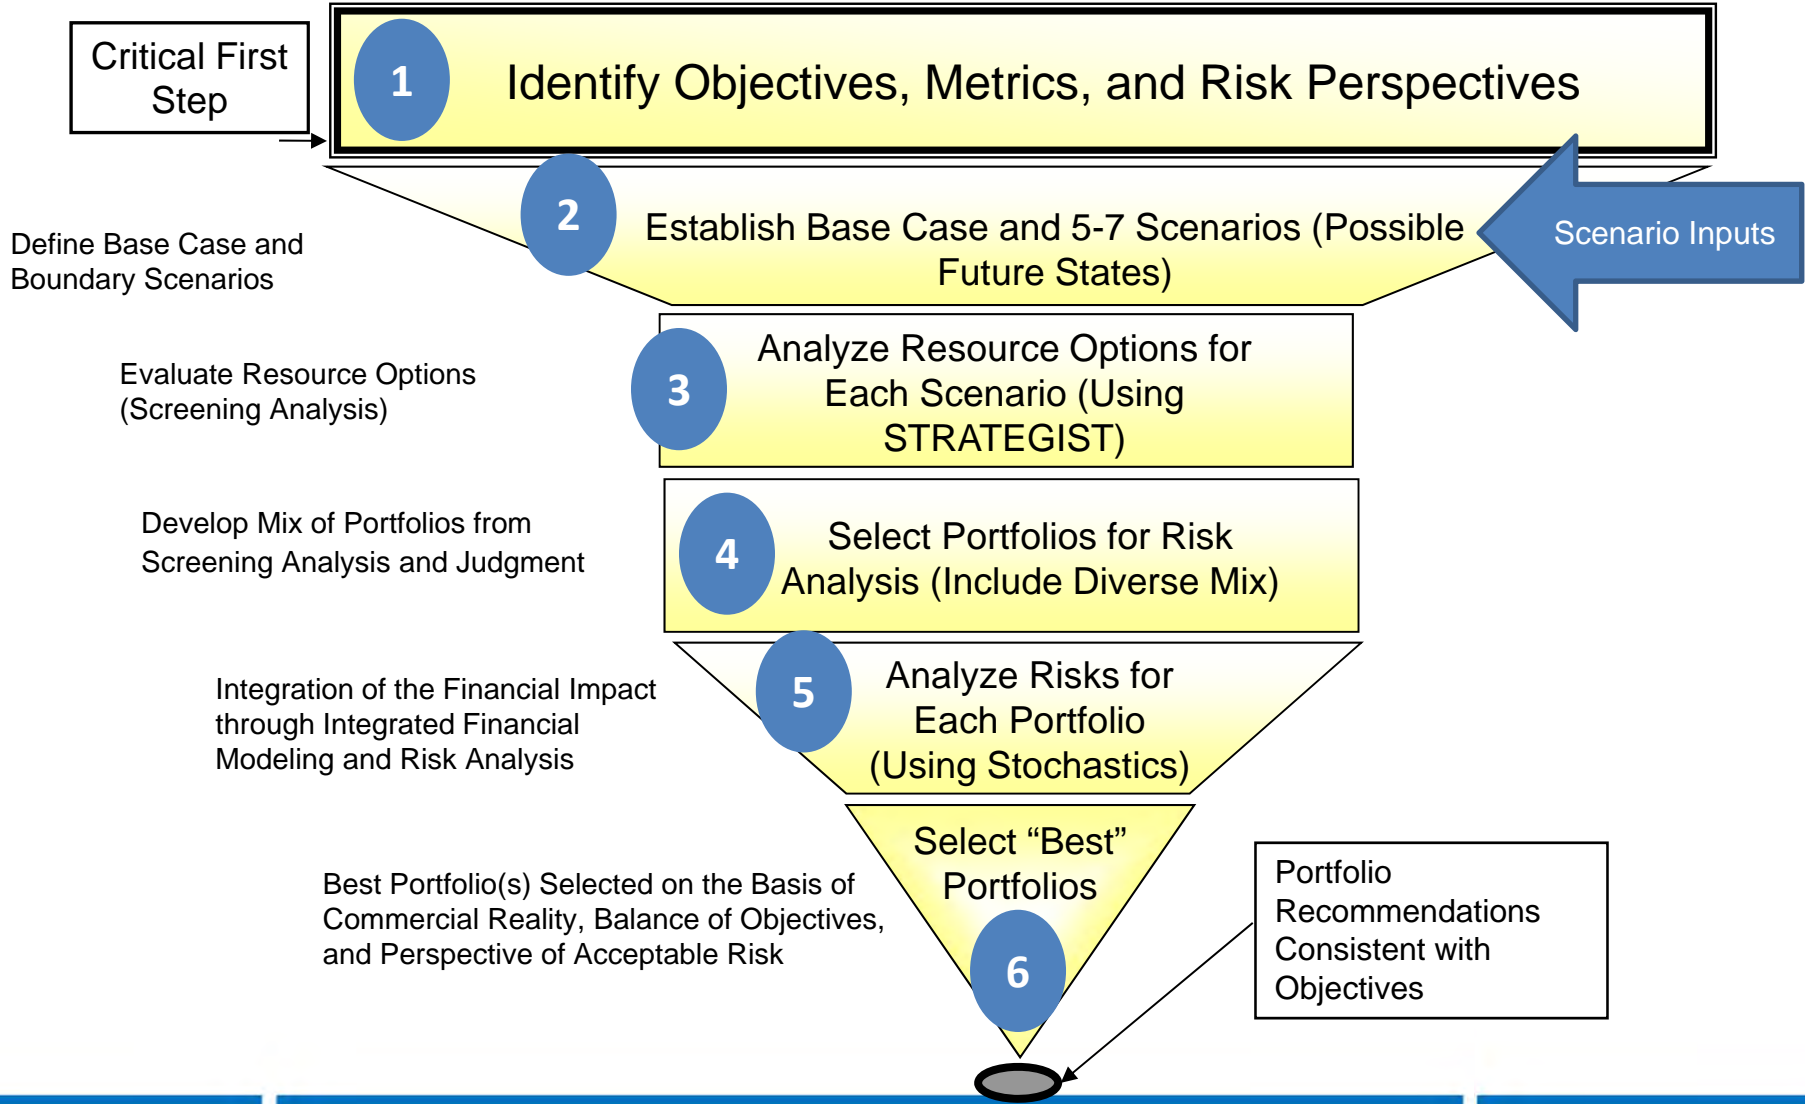 Critical First
Step
1
Identify Objectives, Metrics, and Risk Perspectives
2
Establish Base Case and 5-7 Scenarios (Possible
Future States)
Scenario Inputs
Define Base Case and
Boundary Scenarios
3
Analyze Resource Options for
Each Scenario (Using
STRATEGIST)
Evaluate Resource Options
(Screening Analysis)
4
Select Portfolios for Risk
Analysis (Include Diverse Mix)
Develop Mix of Portfolios from
Screening Analysis and Judgment
5
Analyze Risks for
Each Portfolio
(Using Stochastics)
Integration of the Financial Impact
through Integrated Financial
Modeling and Risk Analysis
Select “Best”
Portfolios
6
Best Portfolio(s) Selected on the Basis of
Commercial Reality, Balance of Objectives,
and Perspective of Acceptable Risk
Portfolio
Recommendations
Consistent with
Objectives